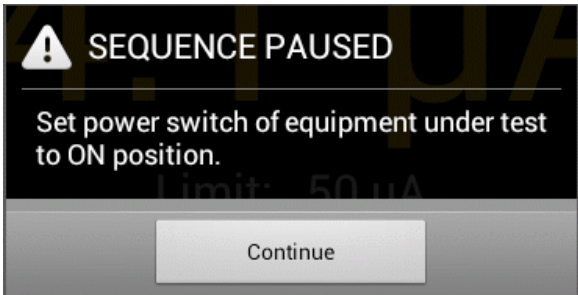 SEQUENCE PAUSED
Set power switch of equipment under test
to ON position.
Limit: 50 µA
Continue